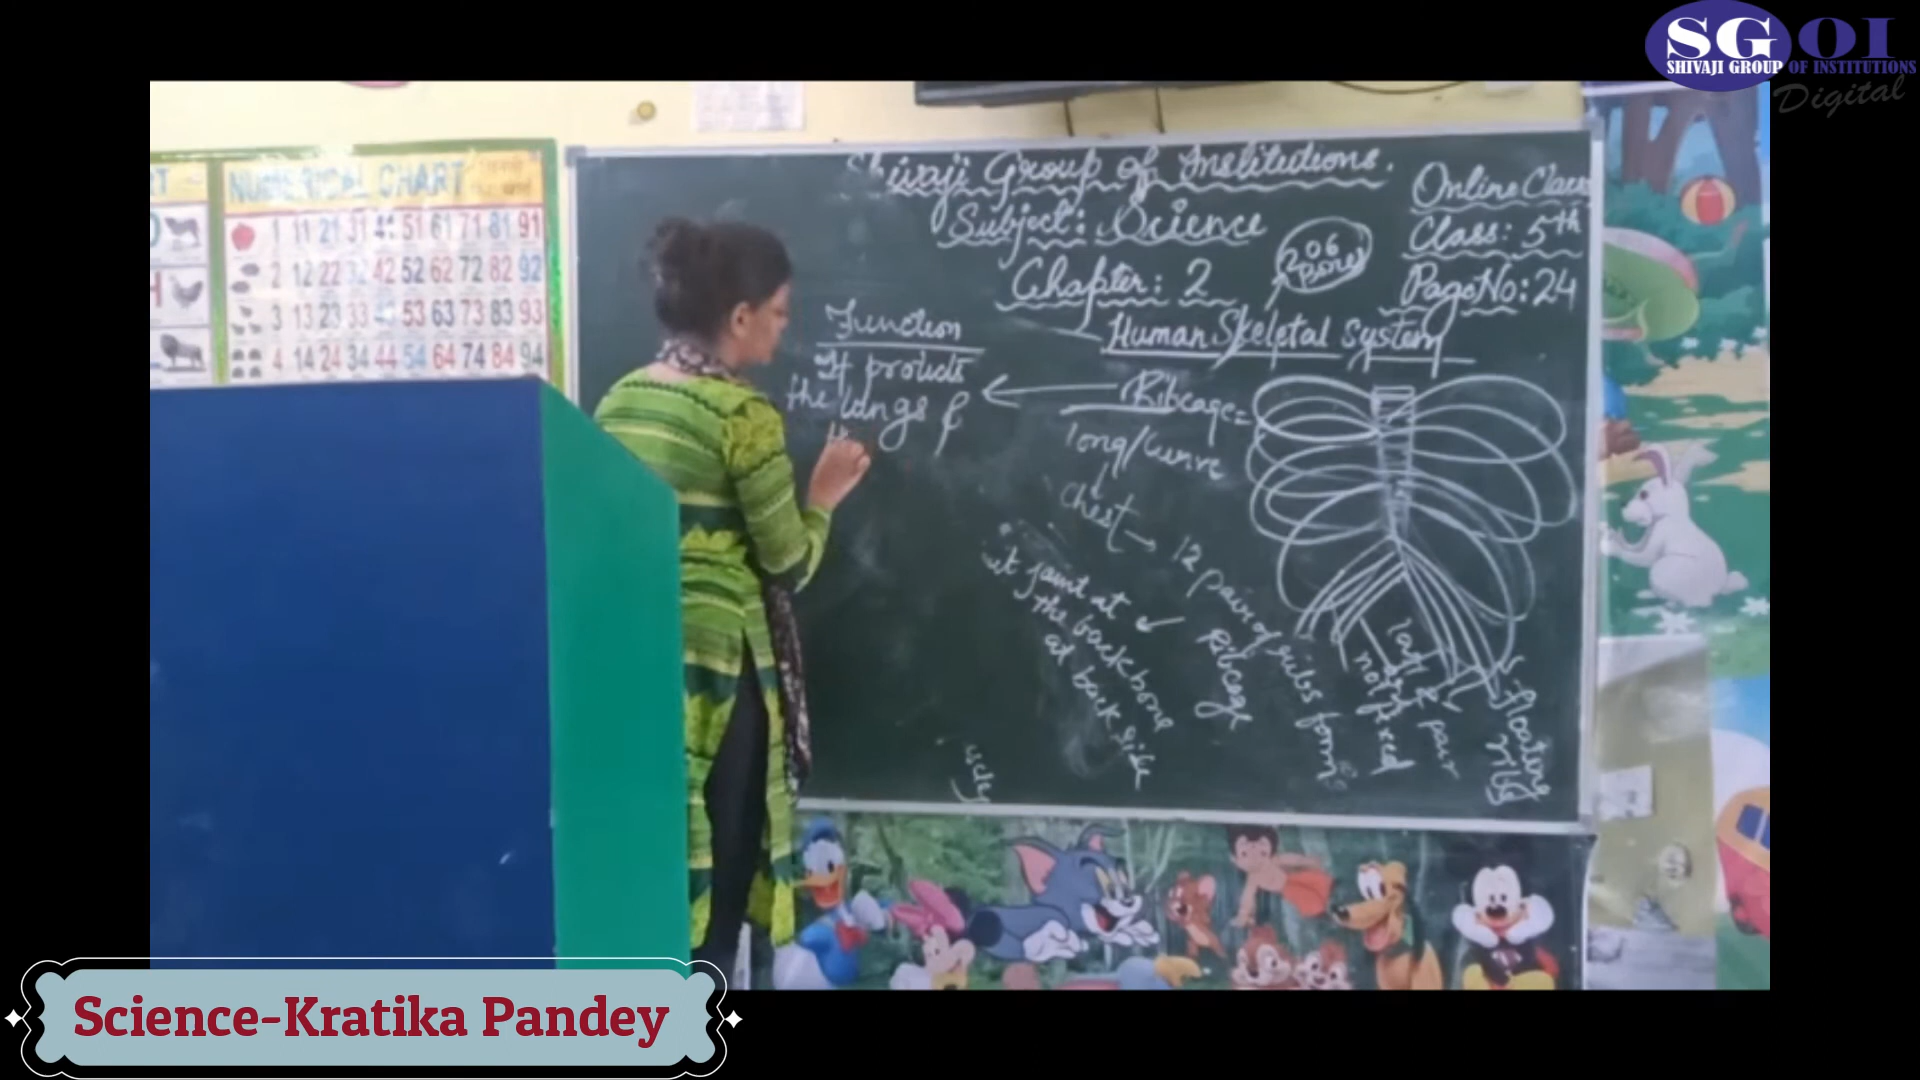 SGOI
SHIVAJI GROUP OF INSTITUTIONS
Digital
NUMERICAL CHART
1 11 21 31 41 51 61 71 81 91
2 12 22 32 42 52 62 72 82 92
3 13 23 33 43 53 63 73 83 93
4 14 24 34 44 54 64 74 84 94
Shivaji Group of Institutions.
Subject: Science
Chapter: 2
Online Class
Class: 5th
Page No: 24
206
Bones
Human Skeletal System
Function
It protects
the lungs &
Ribcage =
long/curve
Chest → 12 pair of ribs form
Ribcage
it joint at
the back bone
at back side
last 2 pair
not fixed
floating
ribs
Science-Kratika Pandey